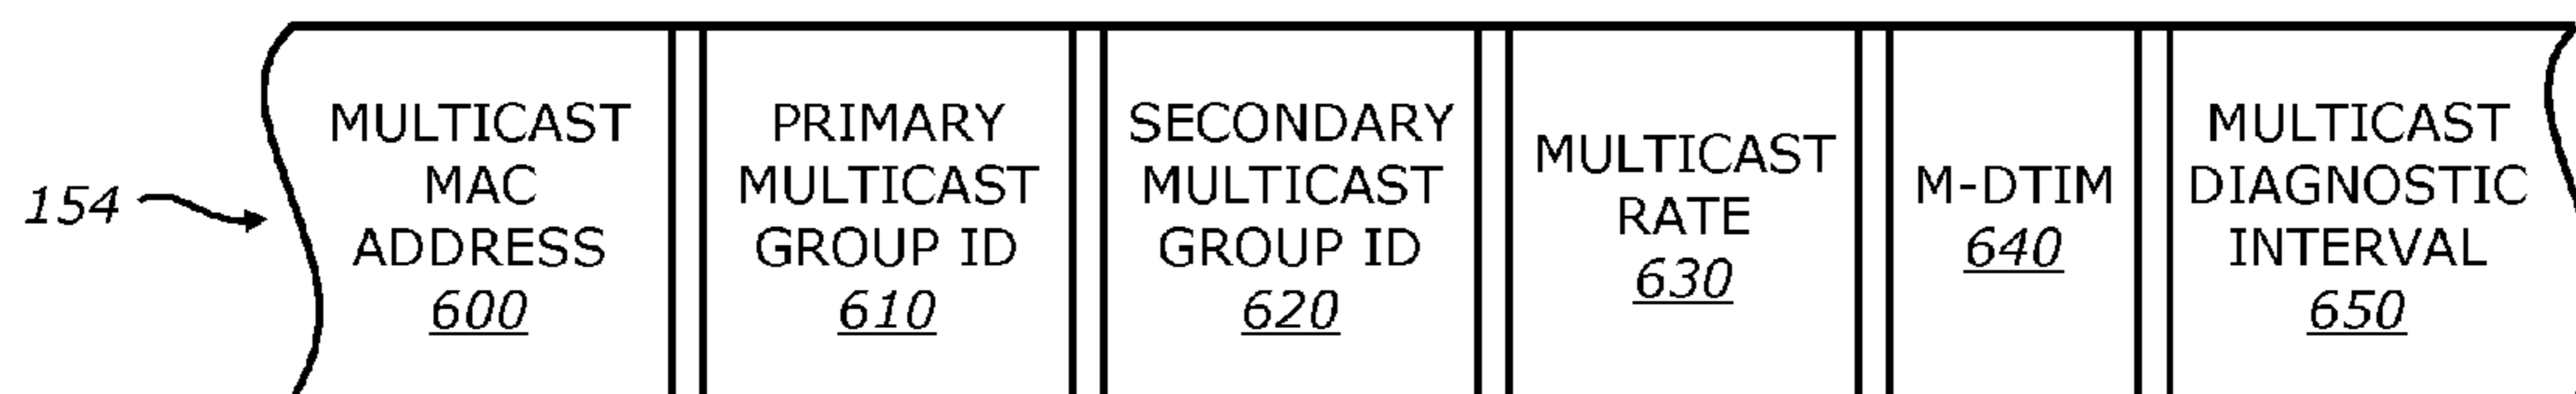 154
MULTICAST
MAC
ADDRESS
600
PRIMARY
MULTICAST
GROUP ID
610
SECONDARY
MULTICAST
GROUP ID
620
MULTICAST
RATE
630
M-DTIM
640
MULTICAST
DIAGNOSTIC
INTERVAL
650